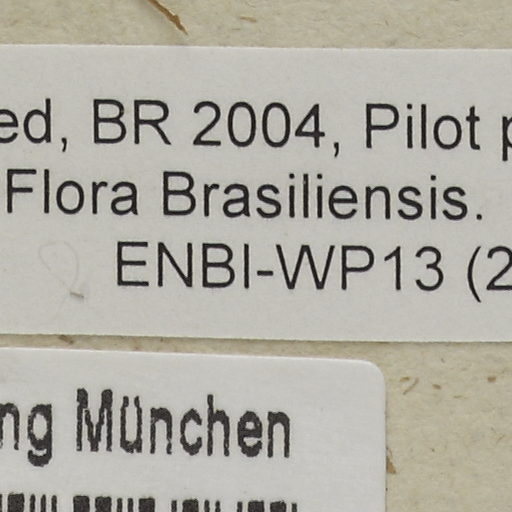 ed, BR 2004, Pilot p
Flora Brasiliensis.
ENBI-WP13 (2
ng München